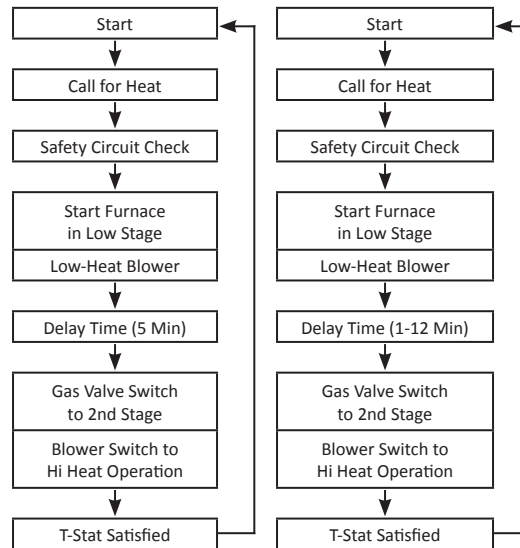 Start
Call for Heat
Safety Circuit Check
Start Furnace
in Low Stage
Low-Heat Blower
Delay Time (5 Min)
Gas Valve Switch
to 2nd Stage
Blower Switch to
Hi Heat Operation
T-Stat Satisfied
Start
Call for Heat
Safety Circuit Check
Start Furnace
in Low Stage
Low-Heat Blower
Delay Time (1-12 Min)
Gas Valve Switch
to 2nd Stage
Blower Switch to
Hi Heat Operation
T-Stat Satisfied